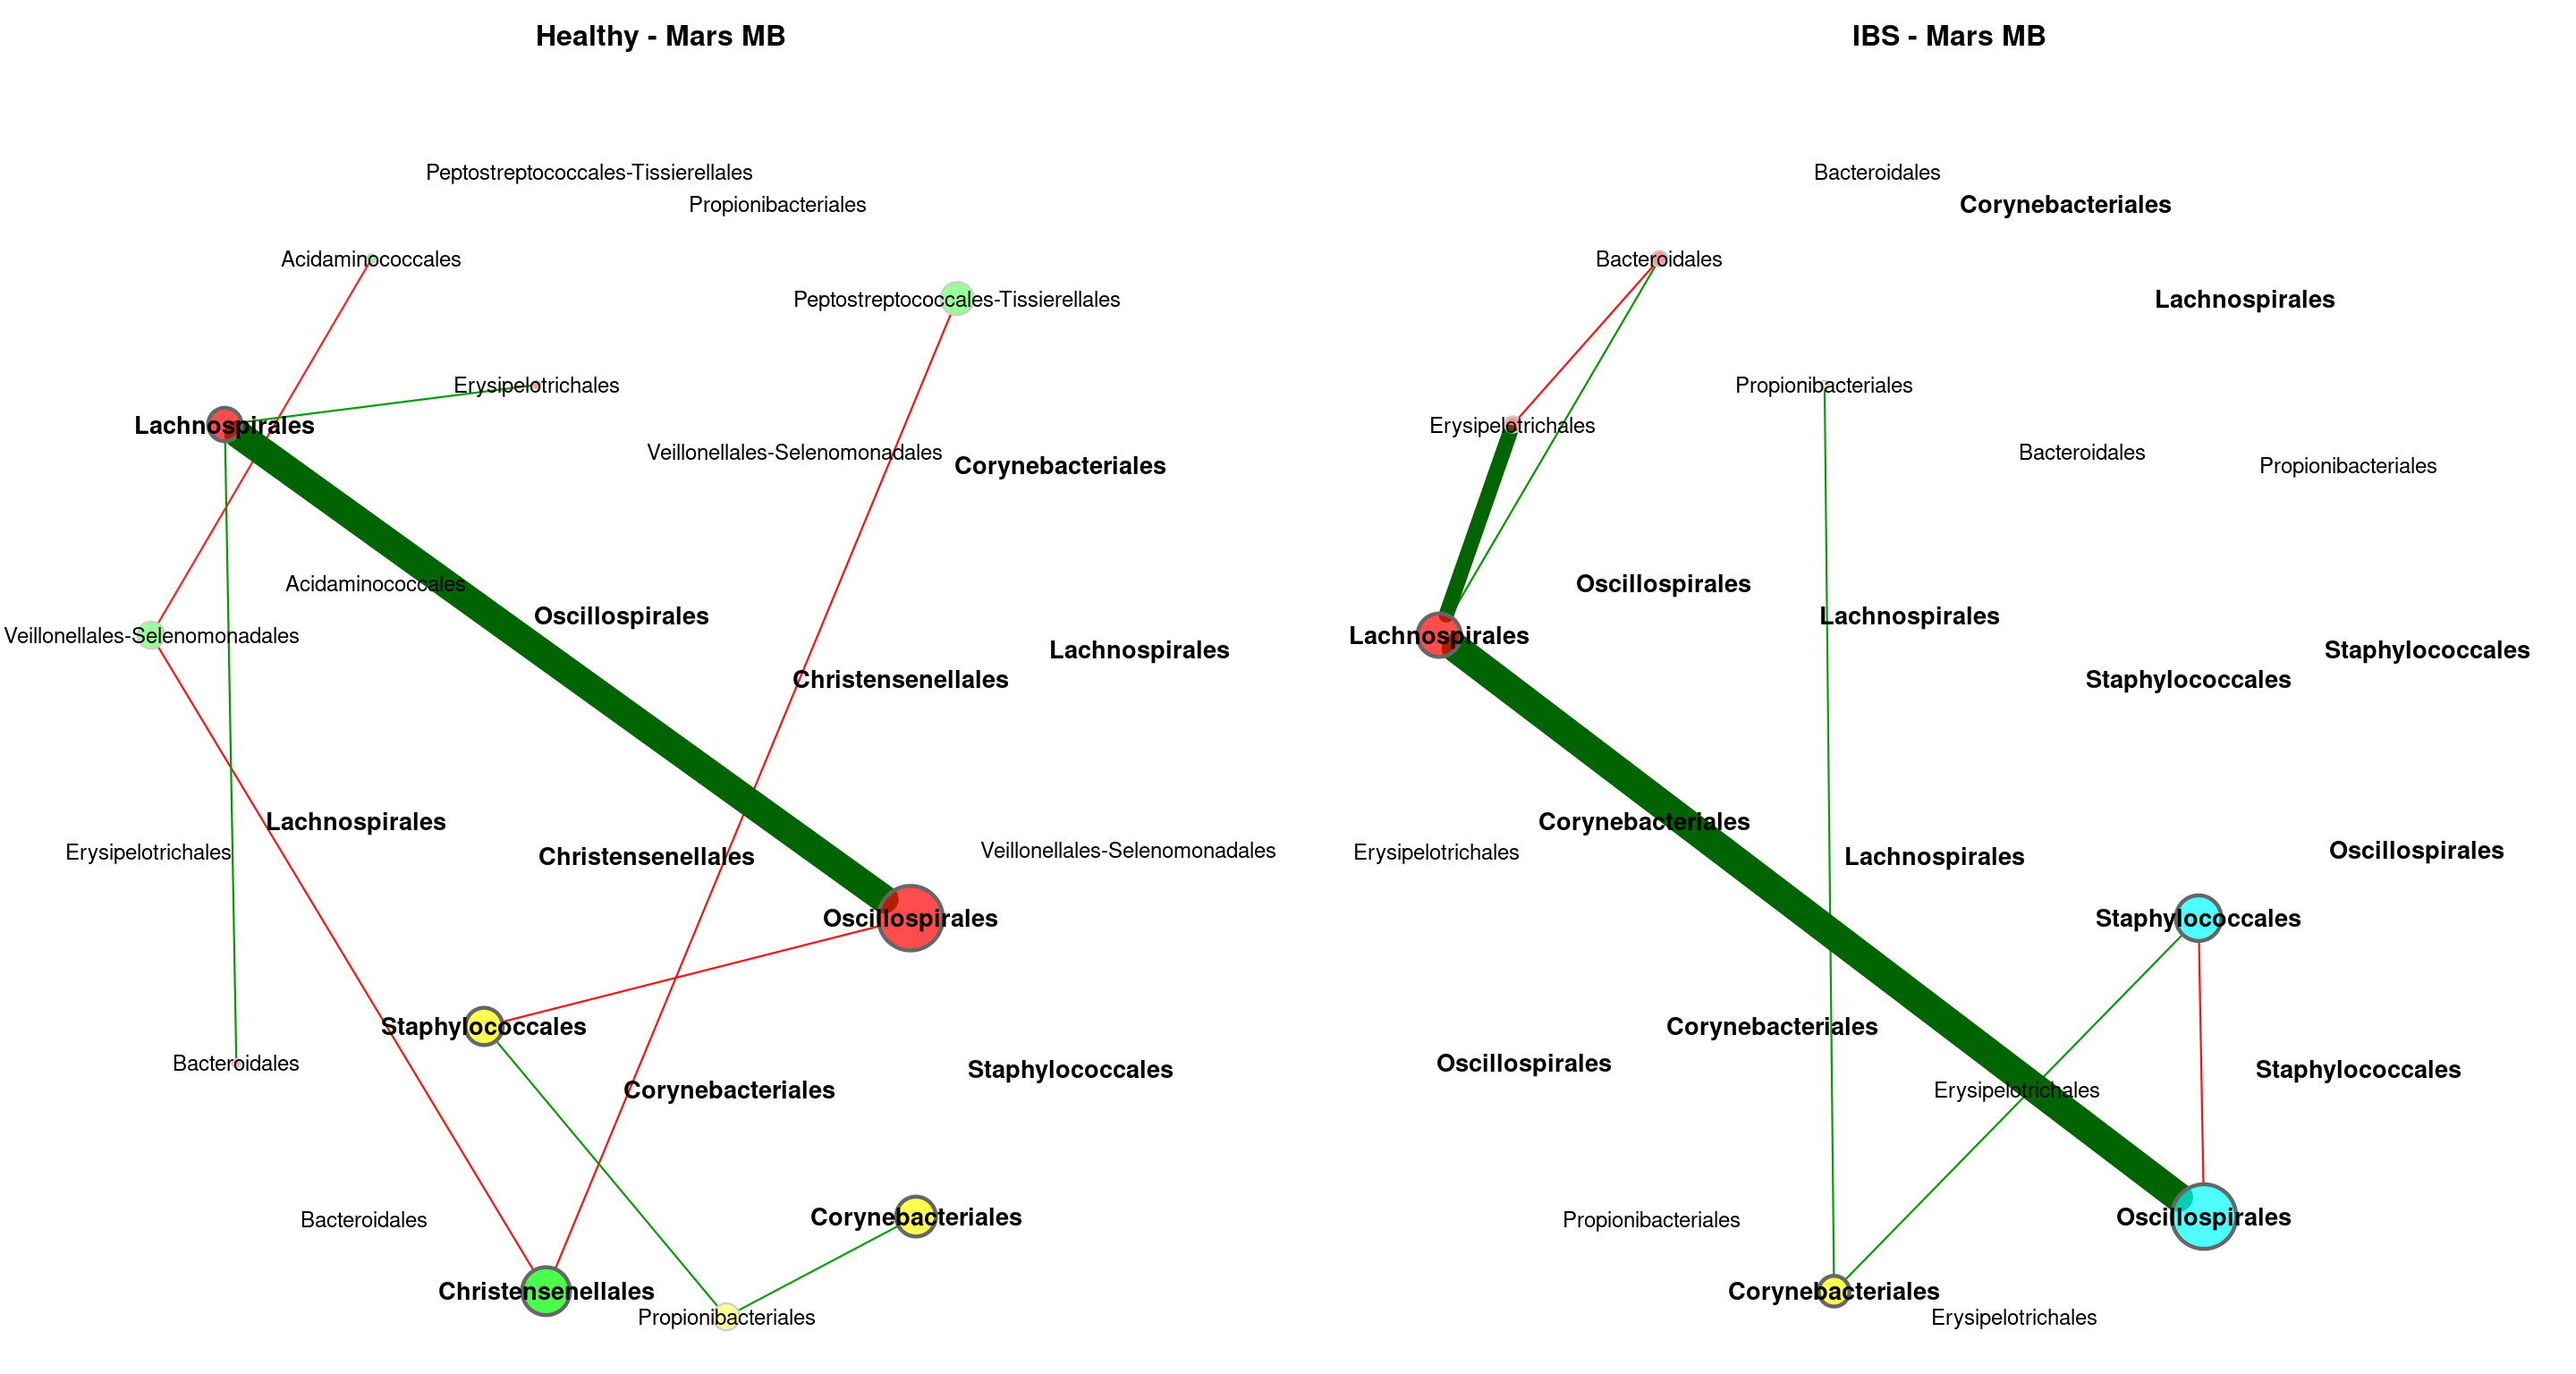 Healthy - Mars MB
Peptostreptococcales-Tissierellales
Propionibacteriales
Acidaminococcales
Peptostreptococcales-Tissierellales
Erysipelotrichales
Lachnospirales
Veillonellales-Selenomonadales
Corynebacteriales
Acidaminococcales
Oscillospirales
Veillonellales-Selenomonadales
Lachnospirales
Christensenellales
Lachnospirales
Erysipelotrichales
Christensenellales
Veillonellales-Selenomonadales
Oscillospirales
Staphylococcales
Bacteroidales
Staphylococcales
Corynebacteriales
Bacteroidales
Corynebacteriales
Christensenellales
Propionibacteriales
IBS - Mars MB
Bacteroidales
Corynebacteriales
Bacteroidales
Lachnospirales
Propionibacteriales
Erysipelotrichales
Bacteroidales
Propionibacteriales
Oscillospirales
Lachnospirales
Lachnospirales
Staphylococcales
Staphylococcales
Corynebacteriales
Erysipelotrichales
Lachnospirales
Oscillospirales
Staphylococcales
Corynebacteriales
Oscillospirales
Staphylococcales
Erysipelotrichales
Propionibacteriales
Oscillospirales
Corynebacteriales
Erysipelotrichales